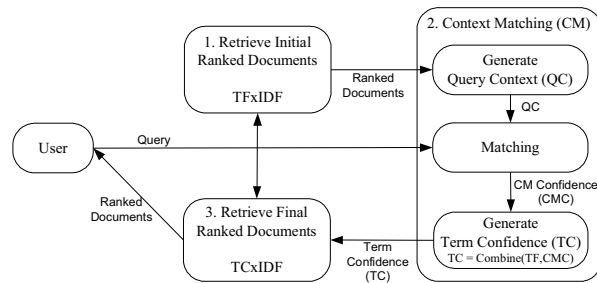 2. Context Matching (CM)
1. Retrieve Initial
Ranked Documents
TFxIDF
Ranked
Documents
Generate
Query Context (QC)
QC
User
Query
Matching
CM Confidence
(CMC)
Ranked
Documents
3. Retrieve Final
Ranked Documents
TCxIDF
Term
Confidence
(TC)
Generate
Term Confidence (TC)
TC = Combine(TF,CMC)